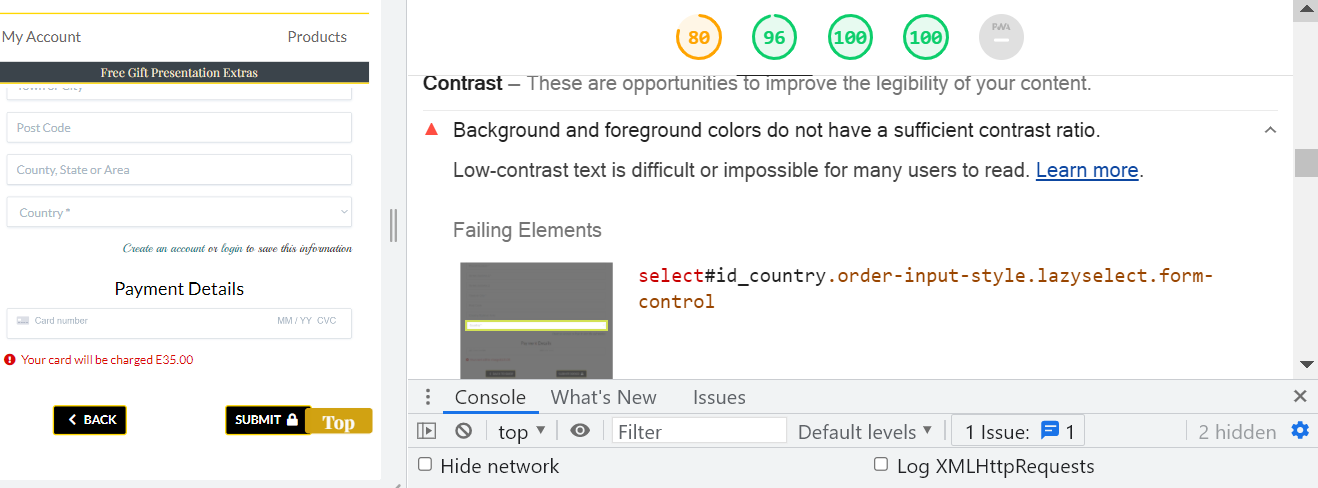 My Account
Products
Free Gift Presentation Extras
Town or City
Post Code
County, State or Area
Country *
Create an account or login to save this information
Payment Details
Card number
MM / YY CVC
Your card will be charged E35.00
BACK
SUBMIT
Top
80
96
100
100
PWA
Contrast — These are opportunities to improve the legibility of your content.
Background and foreground colors do not have a sufficient contrast ratio.
Low-contrast text is difficult or impossible for many users to read. Learn more.
Failing Elements
select#id_country.order-input-style.lazyselect.form-
control
Console
What's New
Issues
top
Filter
Default levels
1 Issue:
1
2 hidden
Hide network
Log XMLHttpRequests